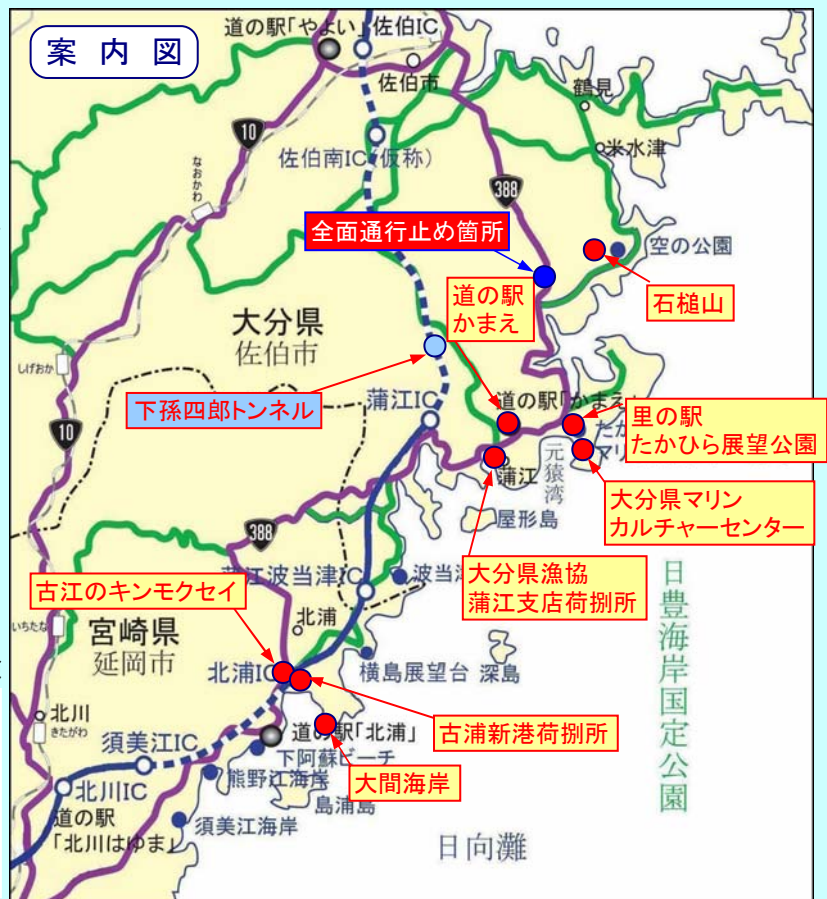 案内図
道の駅「やよい」
佐伯IC
佐伯市
鶴見
10
佐伯南IC(仮称)
米水津
なおかわ
388
全面通行止め箇所
空の公園
道の駅
かまえ
石槌山
大分県
佐伯市
しげおか
下孫四郎トンネル
蒲江IC
道の駅「かまえ
里の駅
たかひら展望公園
10
蒲江
元猿湾
大分県マリン
カルチャーセンター
屋形島
388
蒲江波当津IC
波当津
大分県漁協
蒲江支店荷捌所
日豊海岸国定公園
古江のキンモクセイ
いちたな
宮崎県
延岡市
北浦
北浦IC
横島展望台
深島
北川
きたがわ
須美江IC
道の駅「北浦」
古浦新港荷捌所
下阿蘇ビーチ
大間海岸
熊野江海岸
北川IC
島浦島
道の駅
「北川はゆま」
須美江海岸
日向灘